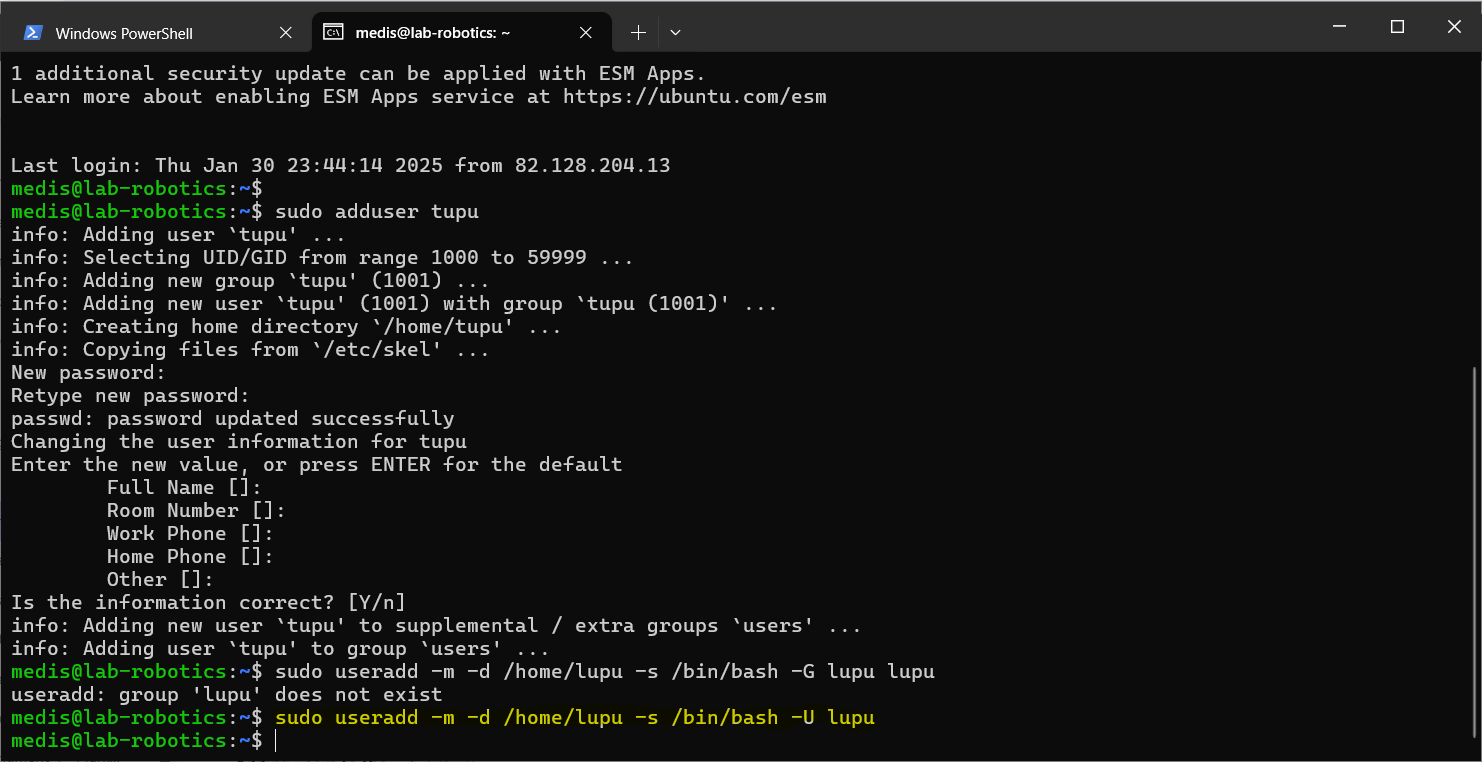 Windows PowerShell
medis@lab-robotics: ~
1 additional security update can be applied with ESM Apps.
Learn more about enabling ESM Apps service at https://ubuntu.com/esm
Last login: Thu Jan 30 23:44:14 2025 from 82.128.204.13
medis@lab-robotics:~$
medis@lab-robotics:~$ sudo adduser tupu
info: Adding user `tupu' ...
info: Selecting UID/GID from range 1000 to 59999 ...
info: Adding new group `tupu' (1001) ...
info: Adding new user `tupu' (1001) with group `tupu (1001)' ...
info: Creating home directory `/home/tupu' ...
info: Copying files from `/etc/skel' ...
New password:
Retype new password:
passwd: password updated successfully
Changing the user information for tupu
Enter the new value, or press ENTER for the default
Full Name []:
Room Number []:
Work Phone []:
Home Phone []:
Other []:
Is the information correct? [Y/n]
info: Adding new user `tupu' to supplemental / extra groups `users' ...
info: Adding user `tupu' to group `users' ...
medis@lab-robotics:~$ sudo useradd -m -d /home/lupu -s /bin/bash -G lupu lupu
useradd: group 'lupu' does not exist
medis@lab-robotics:~$ sudo useradd -m -d /home/lupu -s /bin/bash -U lupu
medis@lab-robotics:~$